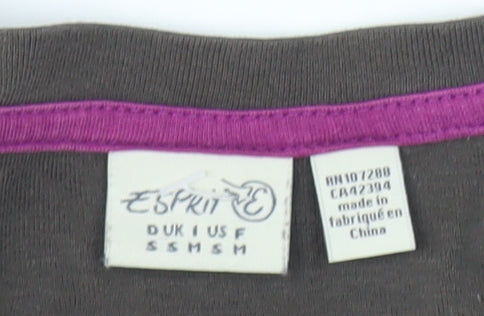 ESPRIT E
D UK I US F
S S M S M
RN107288
CA42394
made in
fabriqué en
China